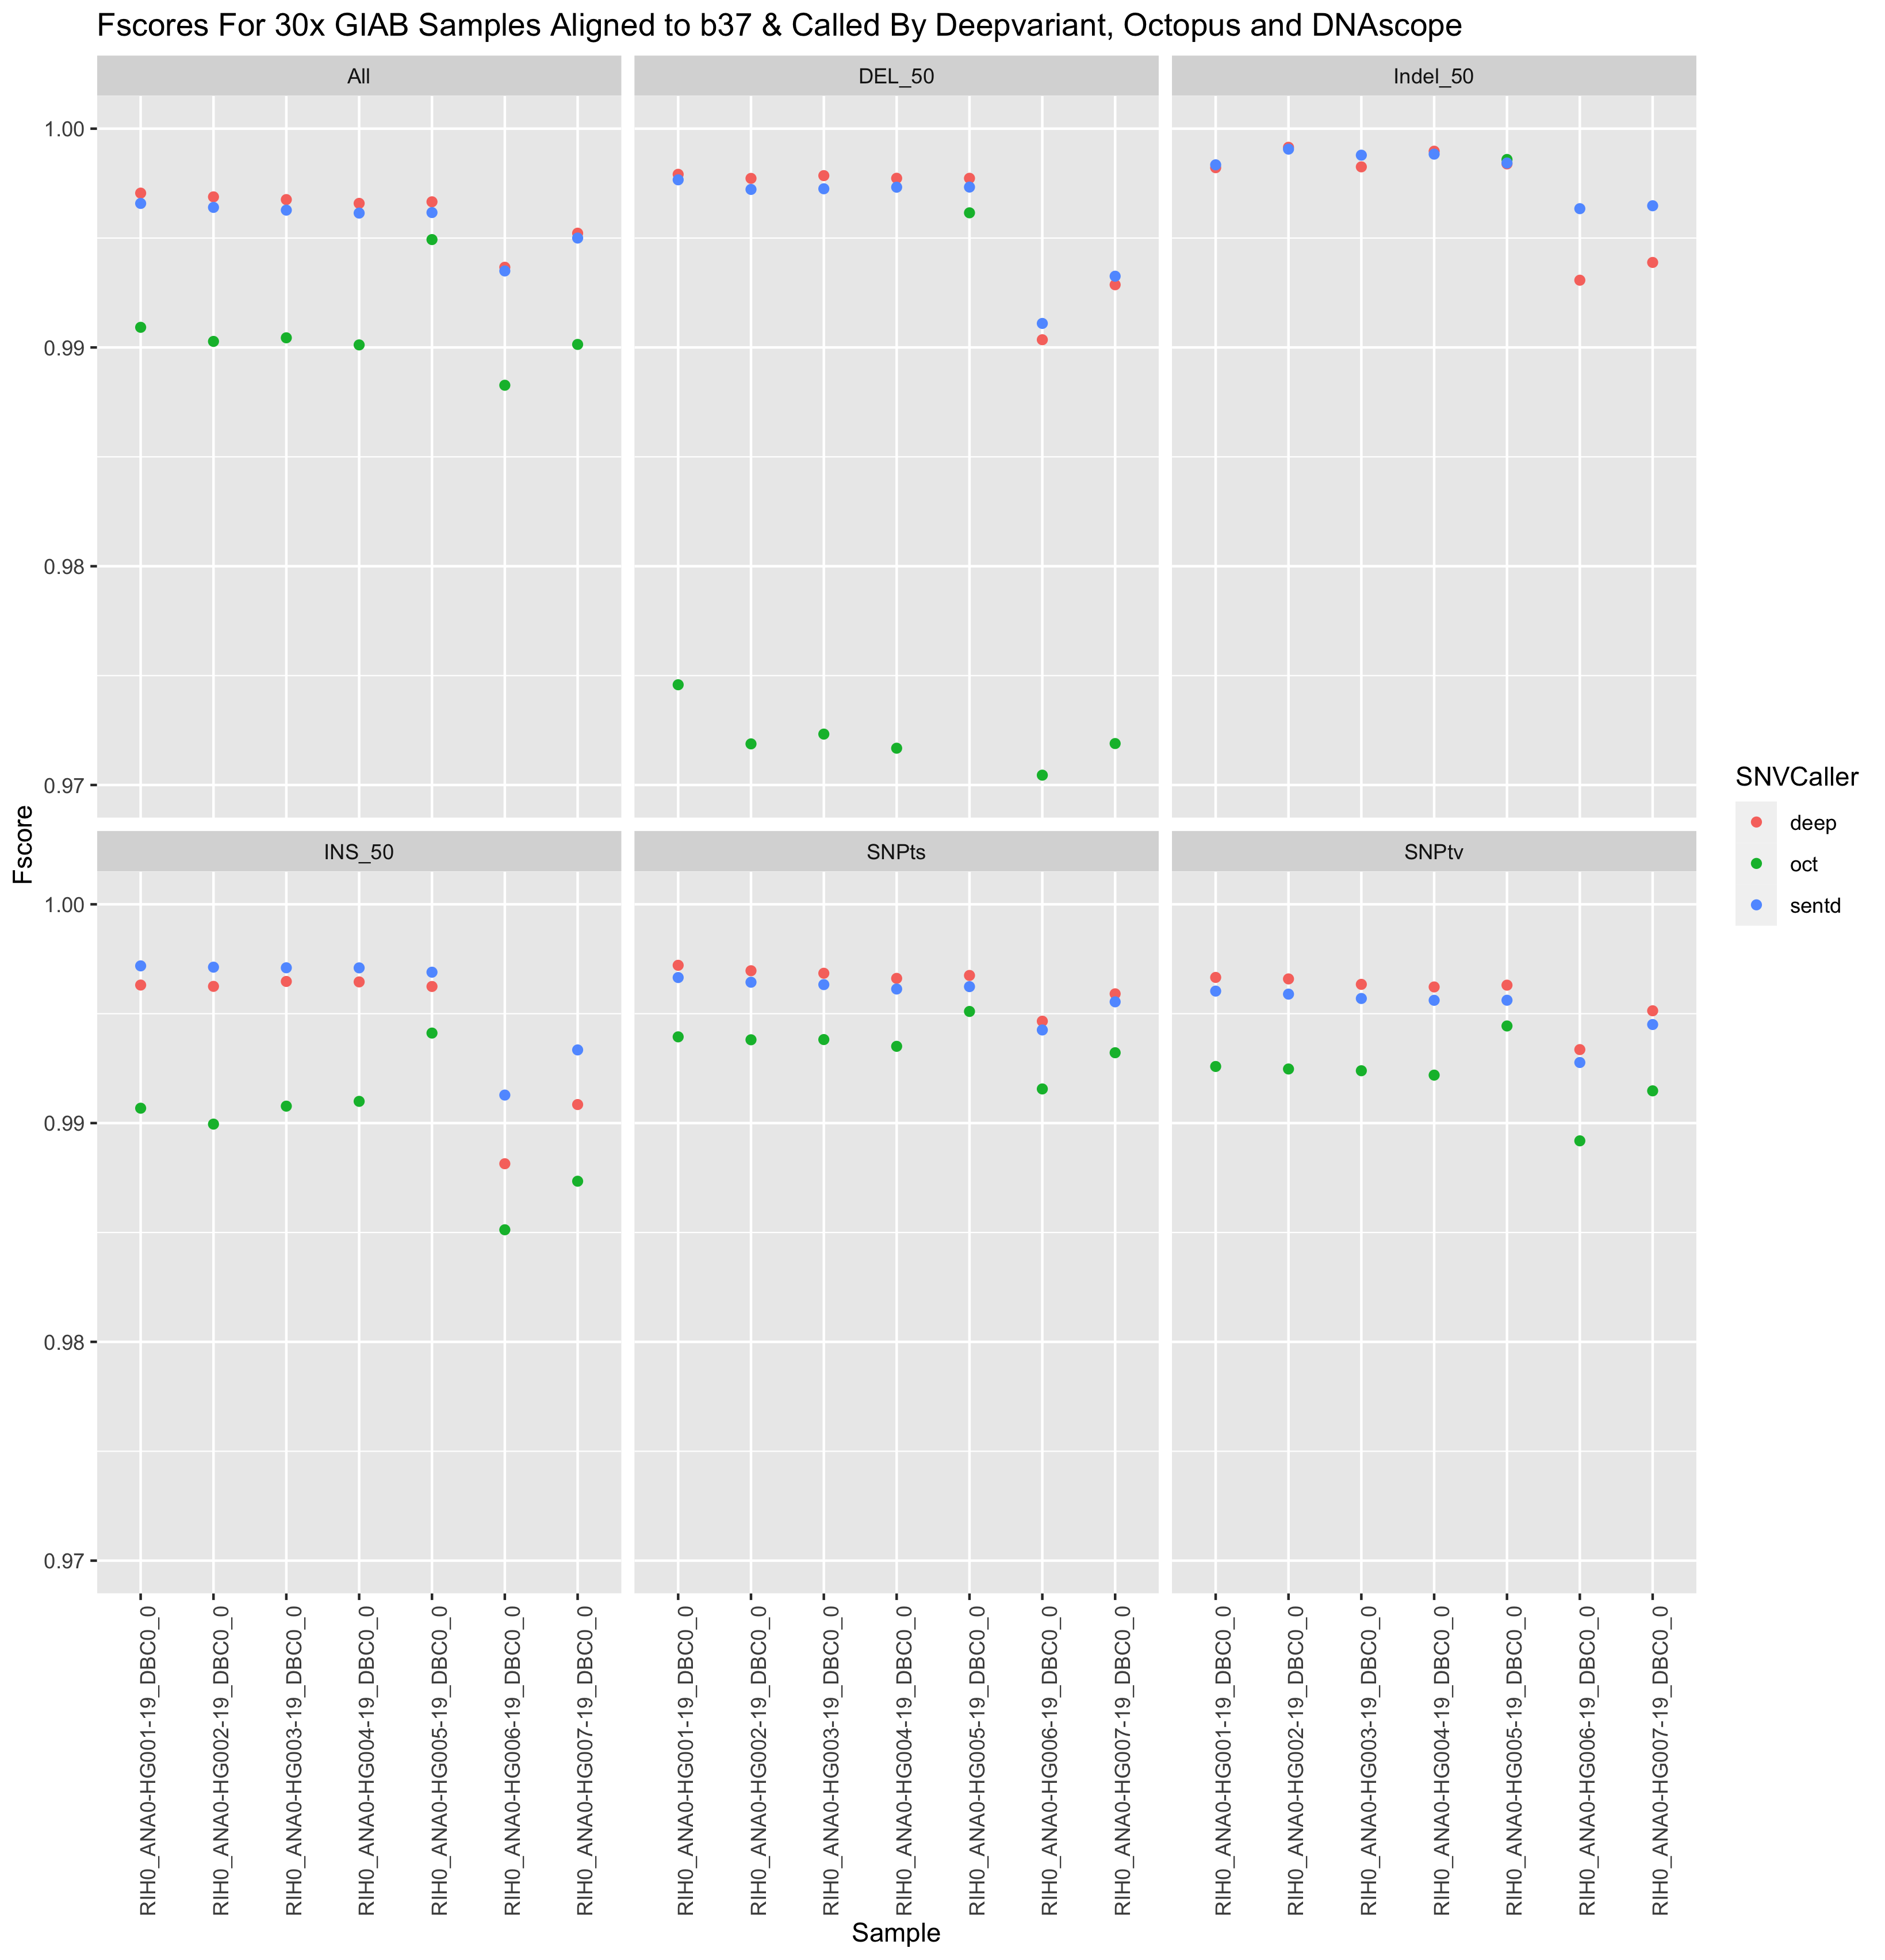 Fscores For 30x GIAB Samples Aligned to b37 & Called By Deepvariant, Octopus and DNAscope
All
DEL_50
Indel_50
1.00
0.99
0.98
0.97
INS_50
SNPts
SNPtv
1.00
0.99
0.98
0.97
Fscore
RIH0_ANA0-HG001-19_DBC0_0
RIH0_ANA0-HG002-19_DBC0_0
RIH0_ANA0-HG003-19_DBC0_0
RIH0_ANA0-HG004-19_DBC0_0
RIH0_ANA0-HG005-19_DBC0_0
RIH0_ANA0-HG006-19_DBC0_0
RIH0_ANA0-HG007-19_DBC0_0
RIH0_ANA0-HG001-19_DBC0_0
RIH0_ANA0-HG002-19_DBC0_0
RIH0_ANA0-HG003-19_DBC0_0
RIH0_ANA0-HG004-19_DBC0_0
RIH0_ANA0-HG005-19_DBC0_0
RIH0_ANA0-HG006-19_DBC0_0
RIH0_ANA0-HG007-19_DBC0_0
RIH0_ANA0-HG001-19_DBC0_0
RIH0_ANA0-HG002-19_DBC0_0
RIH0_ANA0-HG003-19_DBC0_0
RIH0_ANA0-HG004-19_DBC0_0
RIH0_ANA0-HG005-19_DBC0_0
RIH0_ANA0-HG006-19_DBC0_0
RIH0_ANA0-HG007-19_DBC0_0
Sample
SNVCaller
deep
oct
sentd